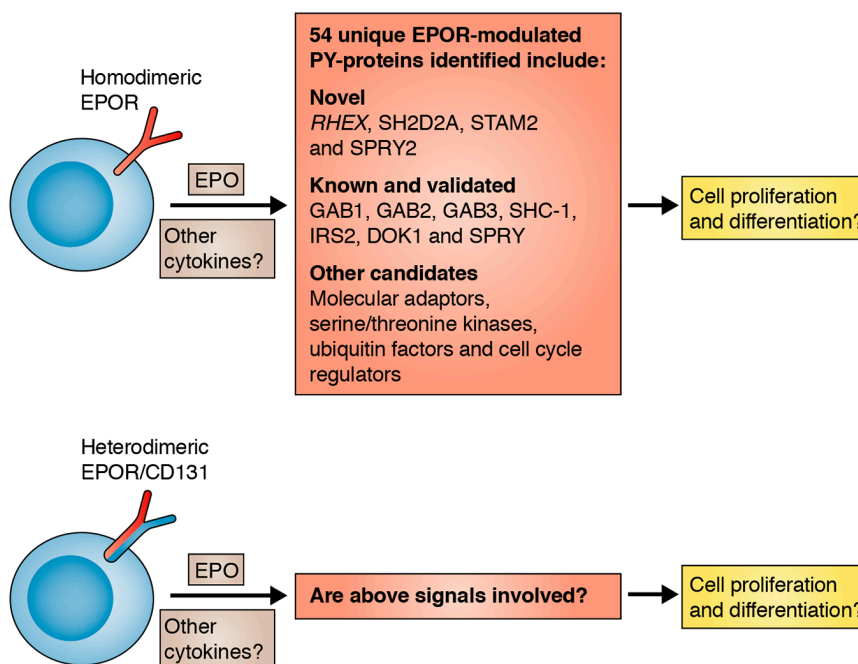 Homodimeric
EPOR
EPO
Other
cytokines?
54 unique EPOR-modulated
PY-proteins identified include:
Novel
RHEX, SH2D2A, STAM2
and SPRY2
Known and validated
GAB1, GAB2, GAB3, SHC-1,
IRS2, DOK1 and SPRY
Other candidates
Molecular adaptors,
serine/threonine kinases,
ubiquitin factors and cell cycle
regulators
Cell proliferation
and differentiation?
Heterodimeric
EPOR/CD131
EPO
Other
cytokines?
Are above signals involved?
Cell proliferation
and differentiation?